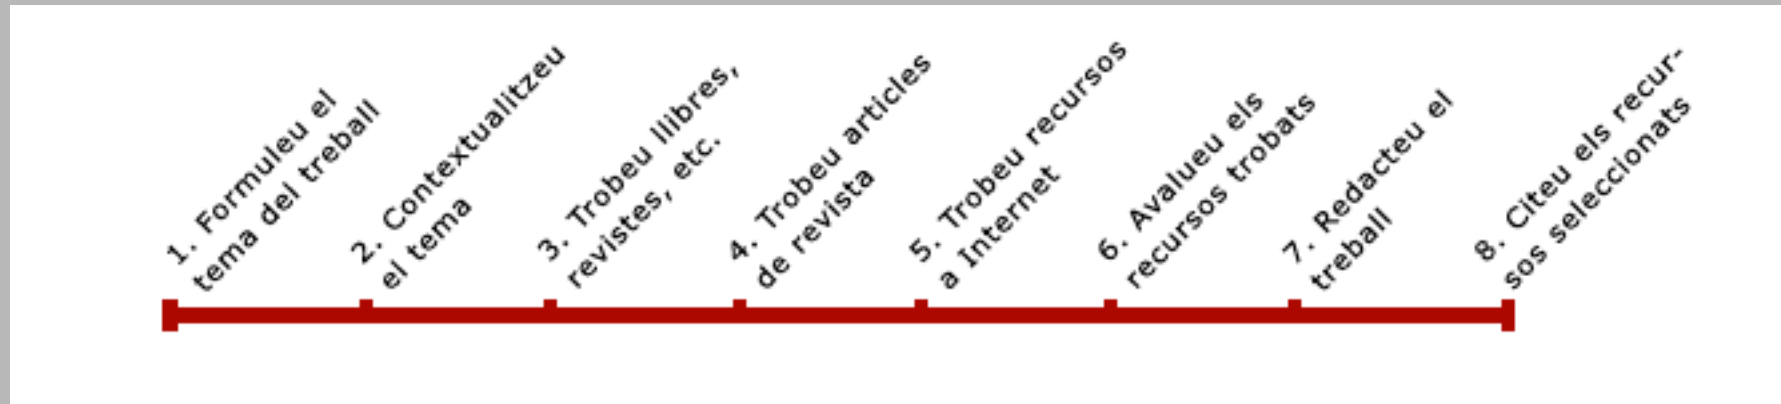 1. Formuleu el
tema del treball
2. Contextualitzeu
el tema
3. Trobeu llibres,
revistes, etc.
4. Trobeu articles
de revista
5. Trobeu recursos
a Internet
6. Avalueu els
recursos trobats
7. Redacteu el
treball
8. Citeu els recur-
sos seleccionats